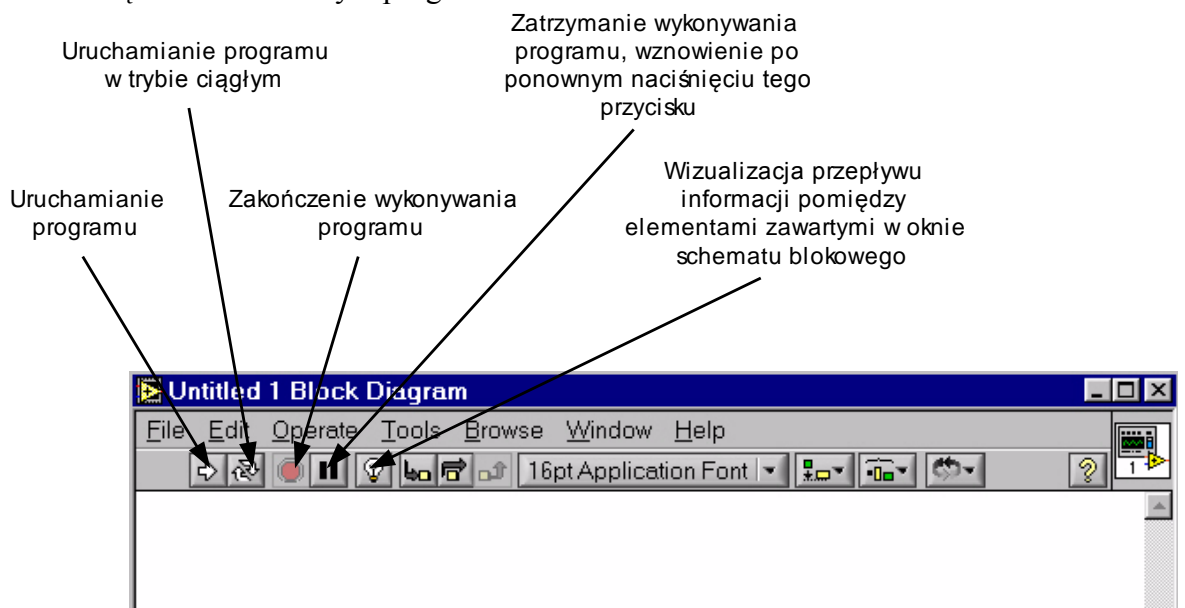 Zatrzymanie wykonywania
programu, wznowienie po
ponownym naciśnięciu tego
przycisku
Uruchamianie programu
w trybie ciągłym
Wizualizacja przepływu
informacji pomiędzy
elementami zawartymi w oknie
schematu blokowego
Uruchamianie
programu
Zakończenie wykonywania
programu
Untitled 1 Block Diagram
File Edit Operate Tools Browse Window Help
16pt Application Font
?
1